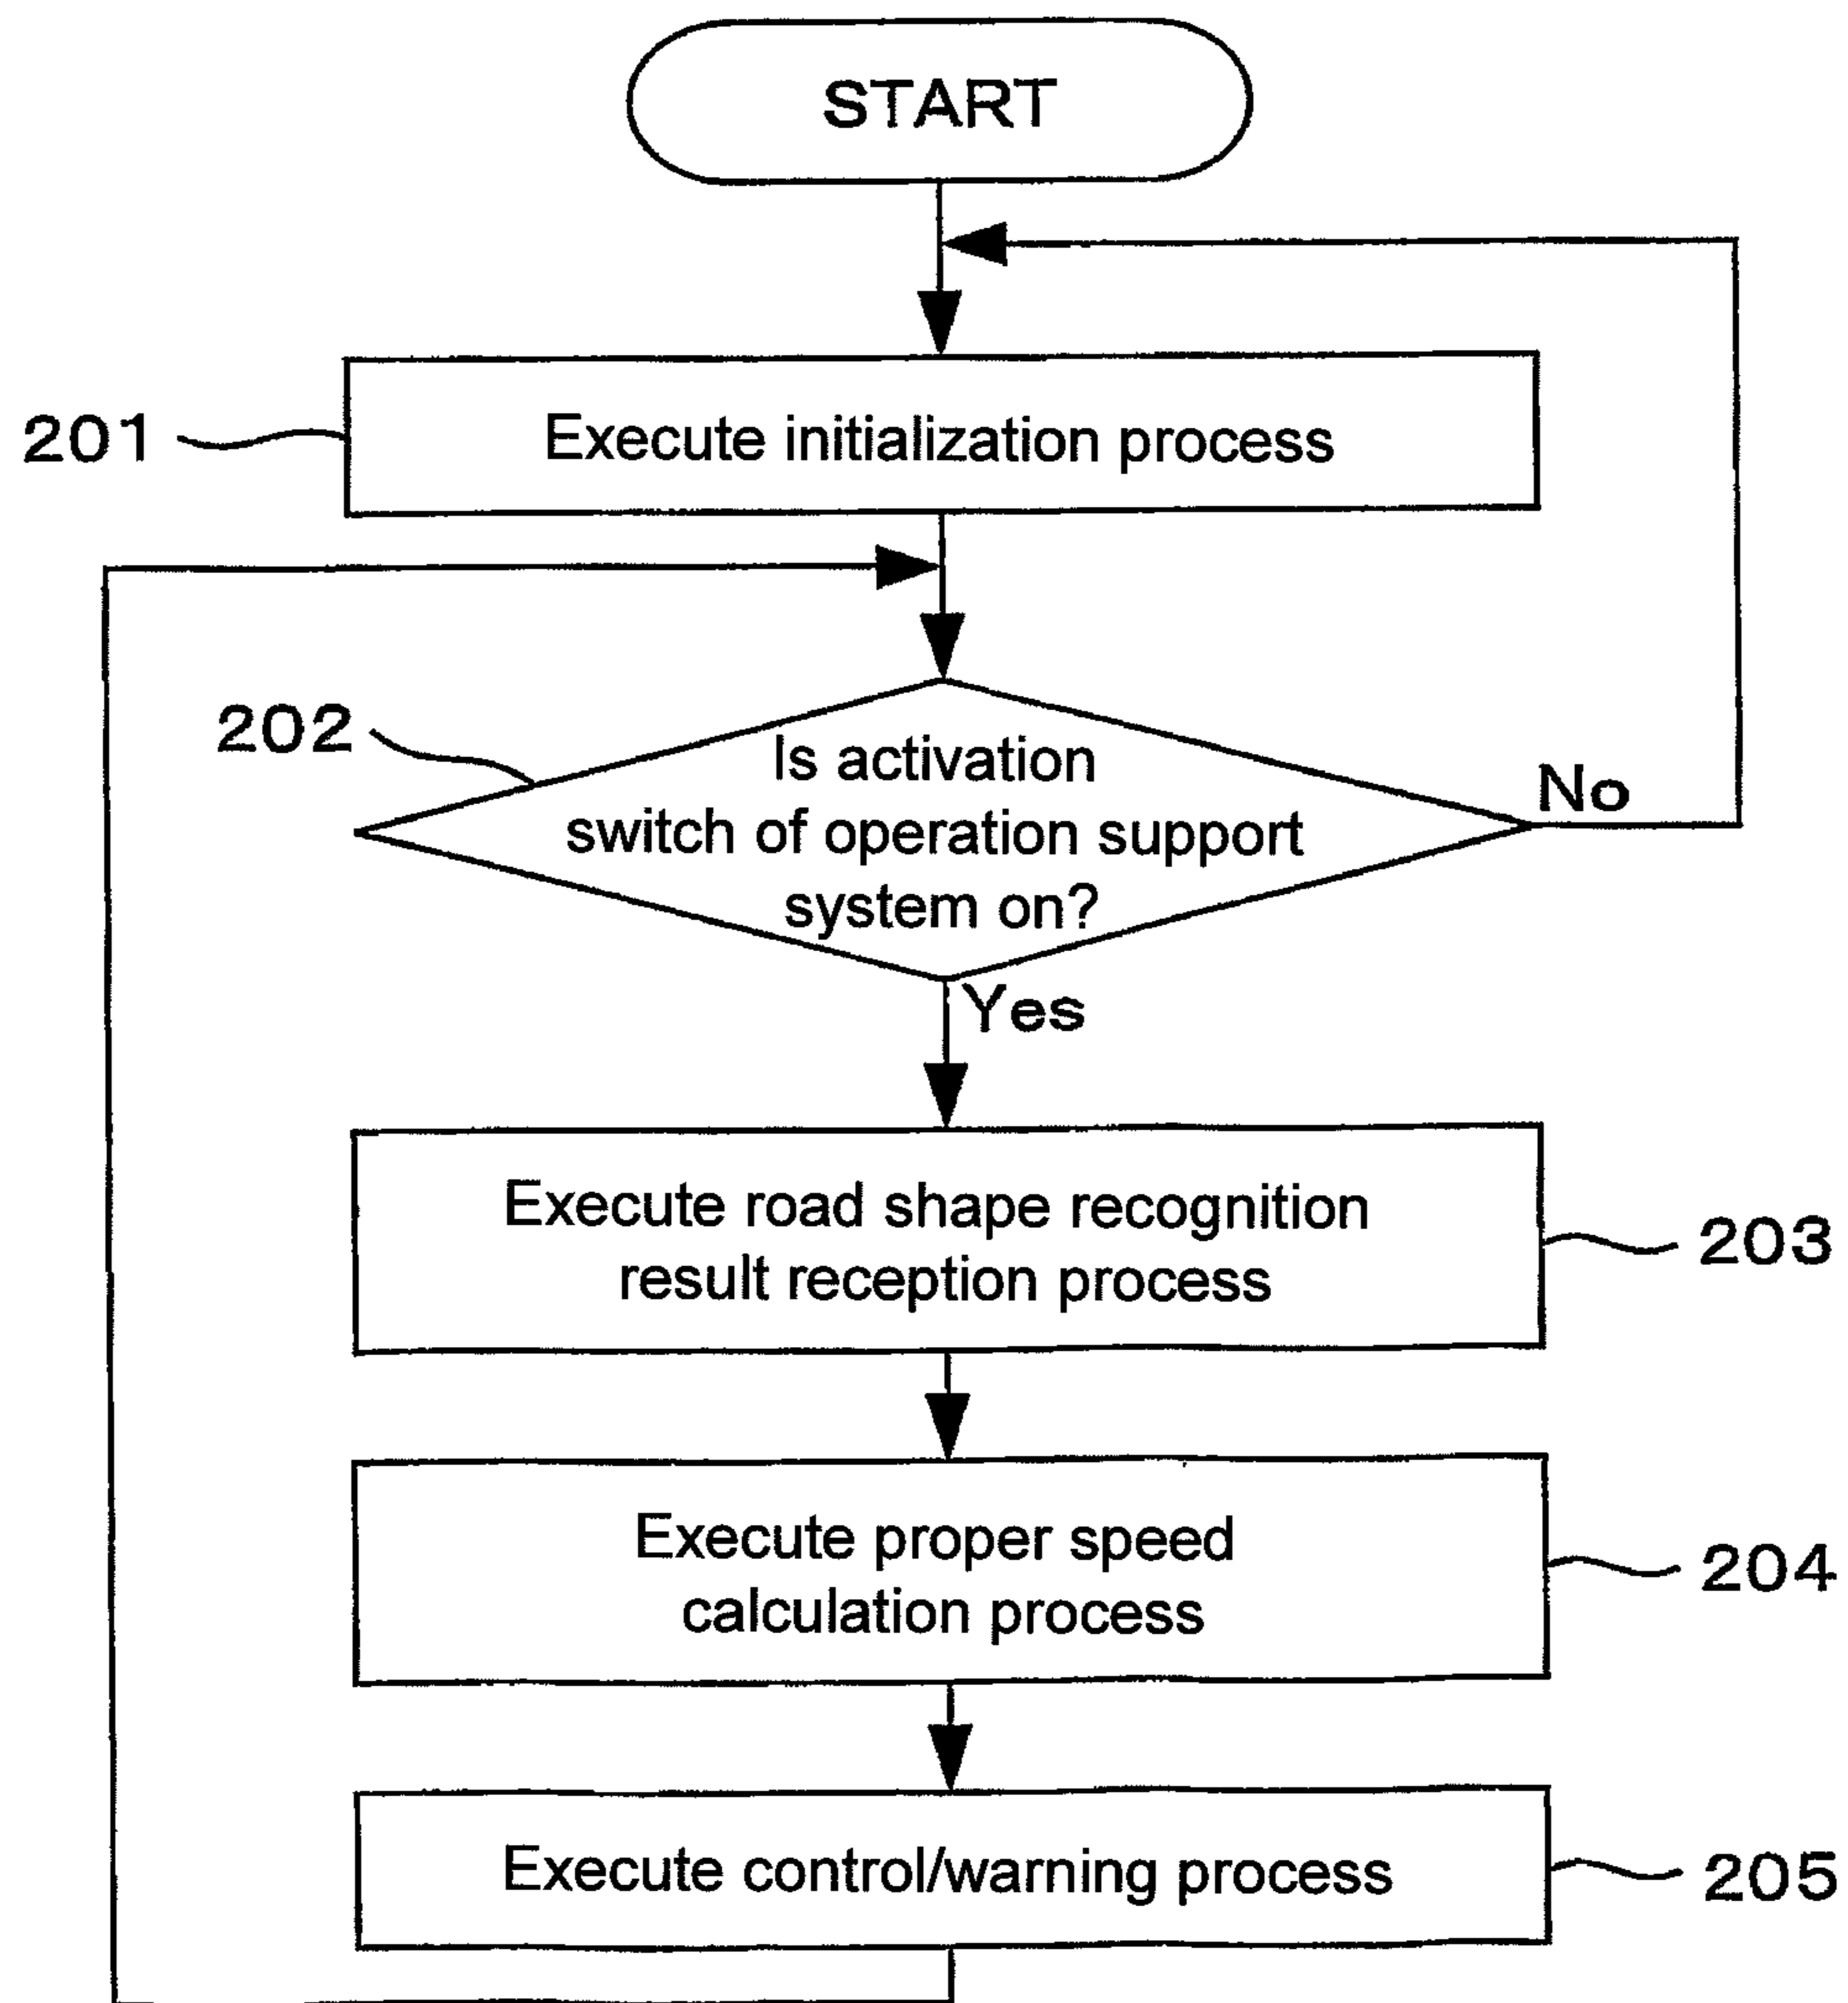 START
201
Execute initialization process
202
Is activation
switch of operation support
system on?
No
Yes
Execute road shape recognition
result reception process
203
Execute proper speed
calculation process
204
Execute control/warning process
205